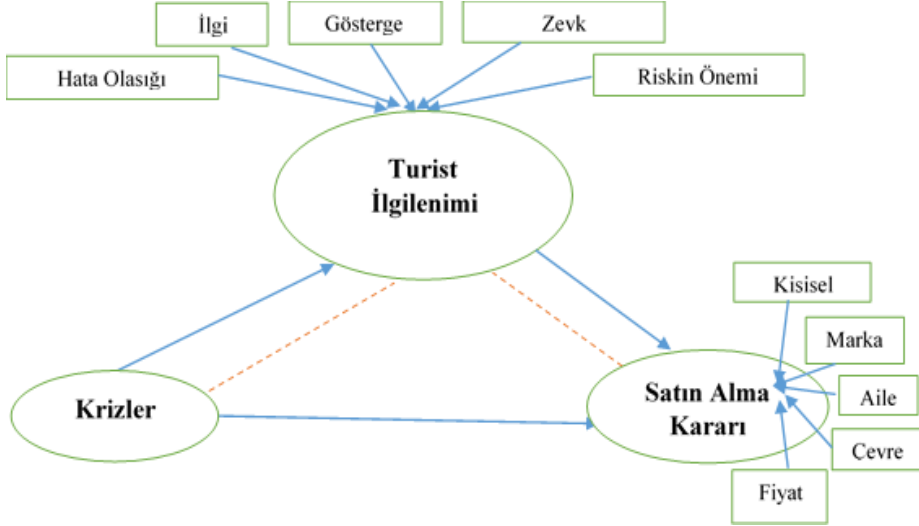 İlgi
Gösterge
Zevk
Hata Olasığı
Riskin Önemi
Turist
İlgilenimi
Kisisel
Marka
Krizler
Satın Alma
Kararı
Aile
Çevre
Fiyat